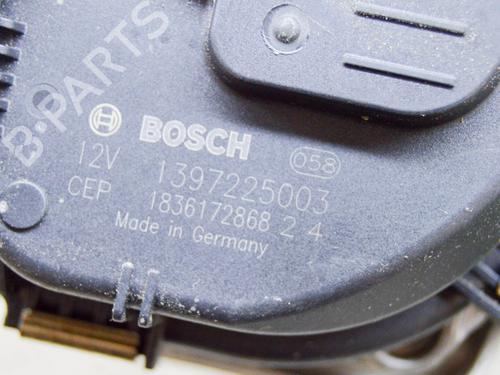 B-PARTS
BOSCH
058
12V
1397225003
CEP
1836172868 2 4
Made in Germany